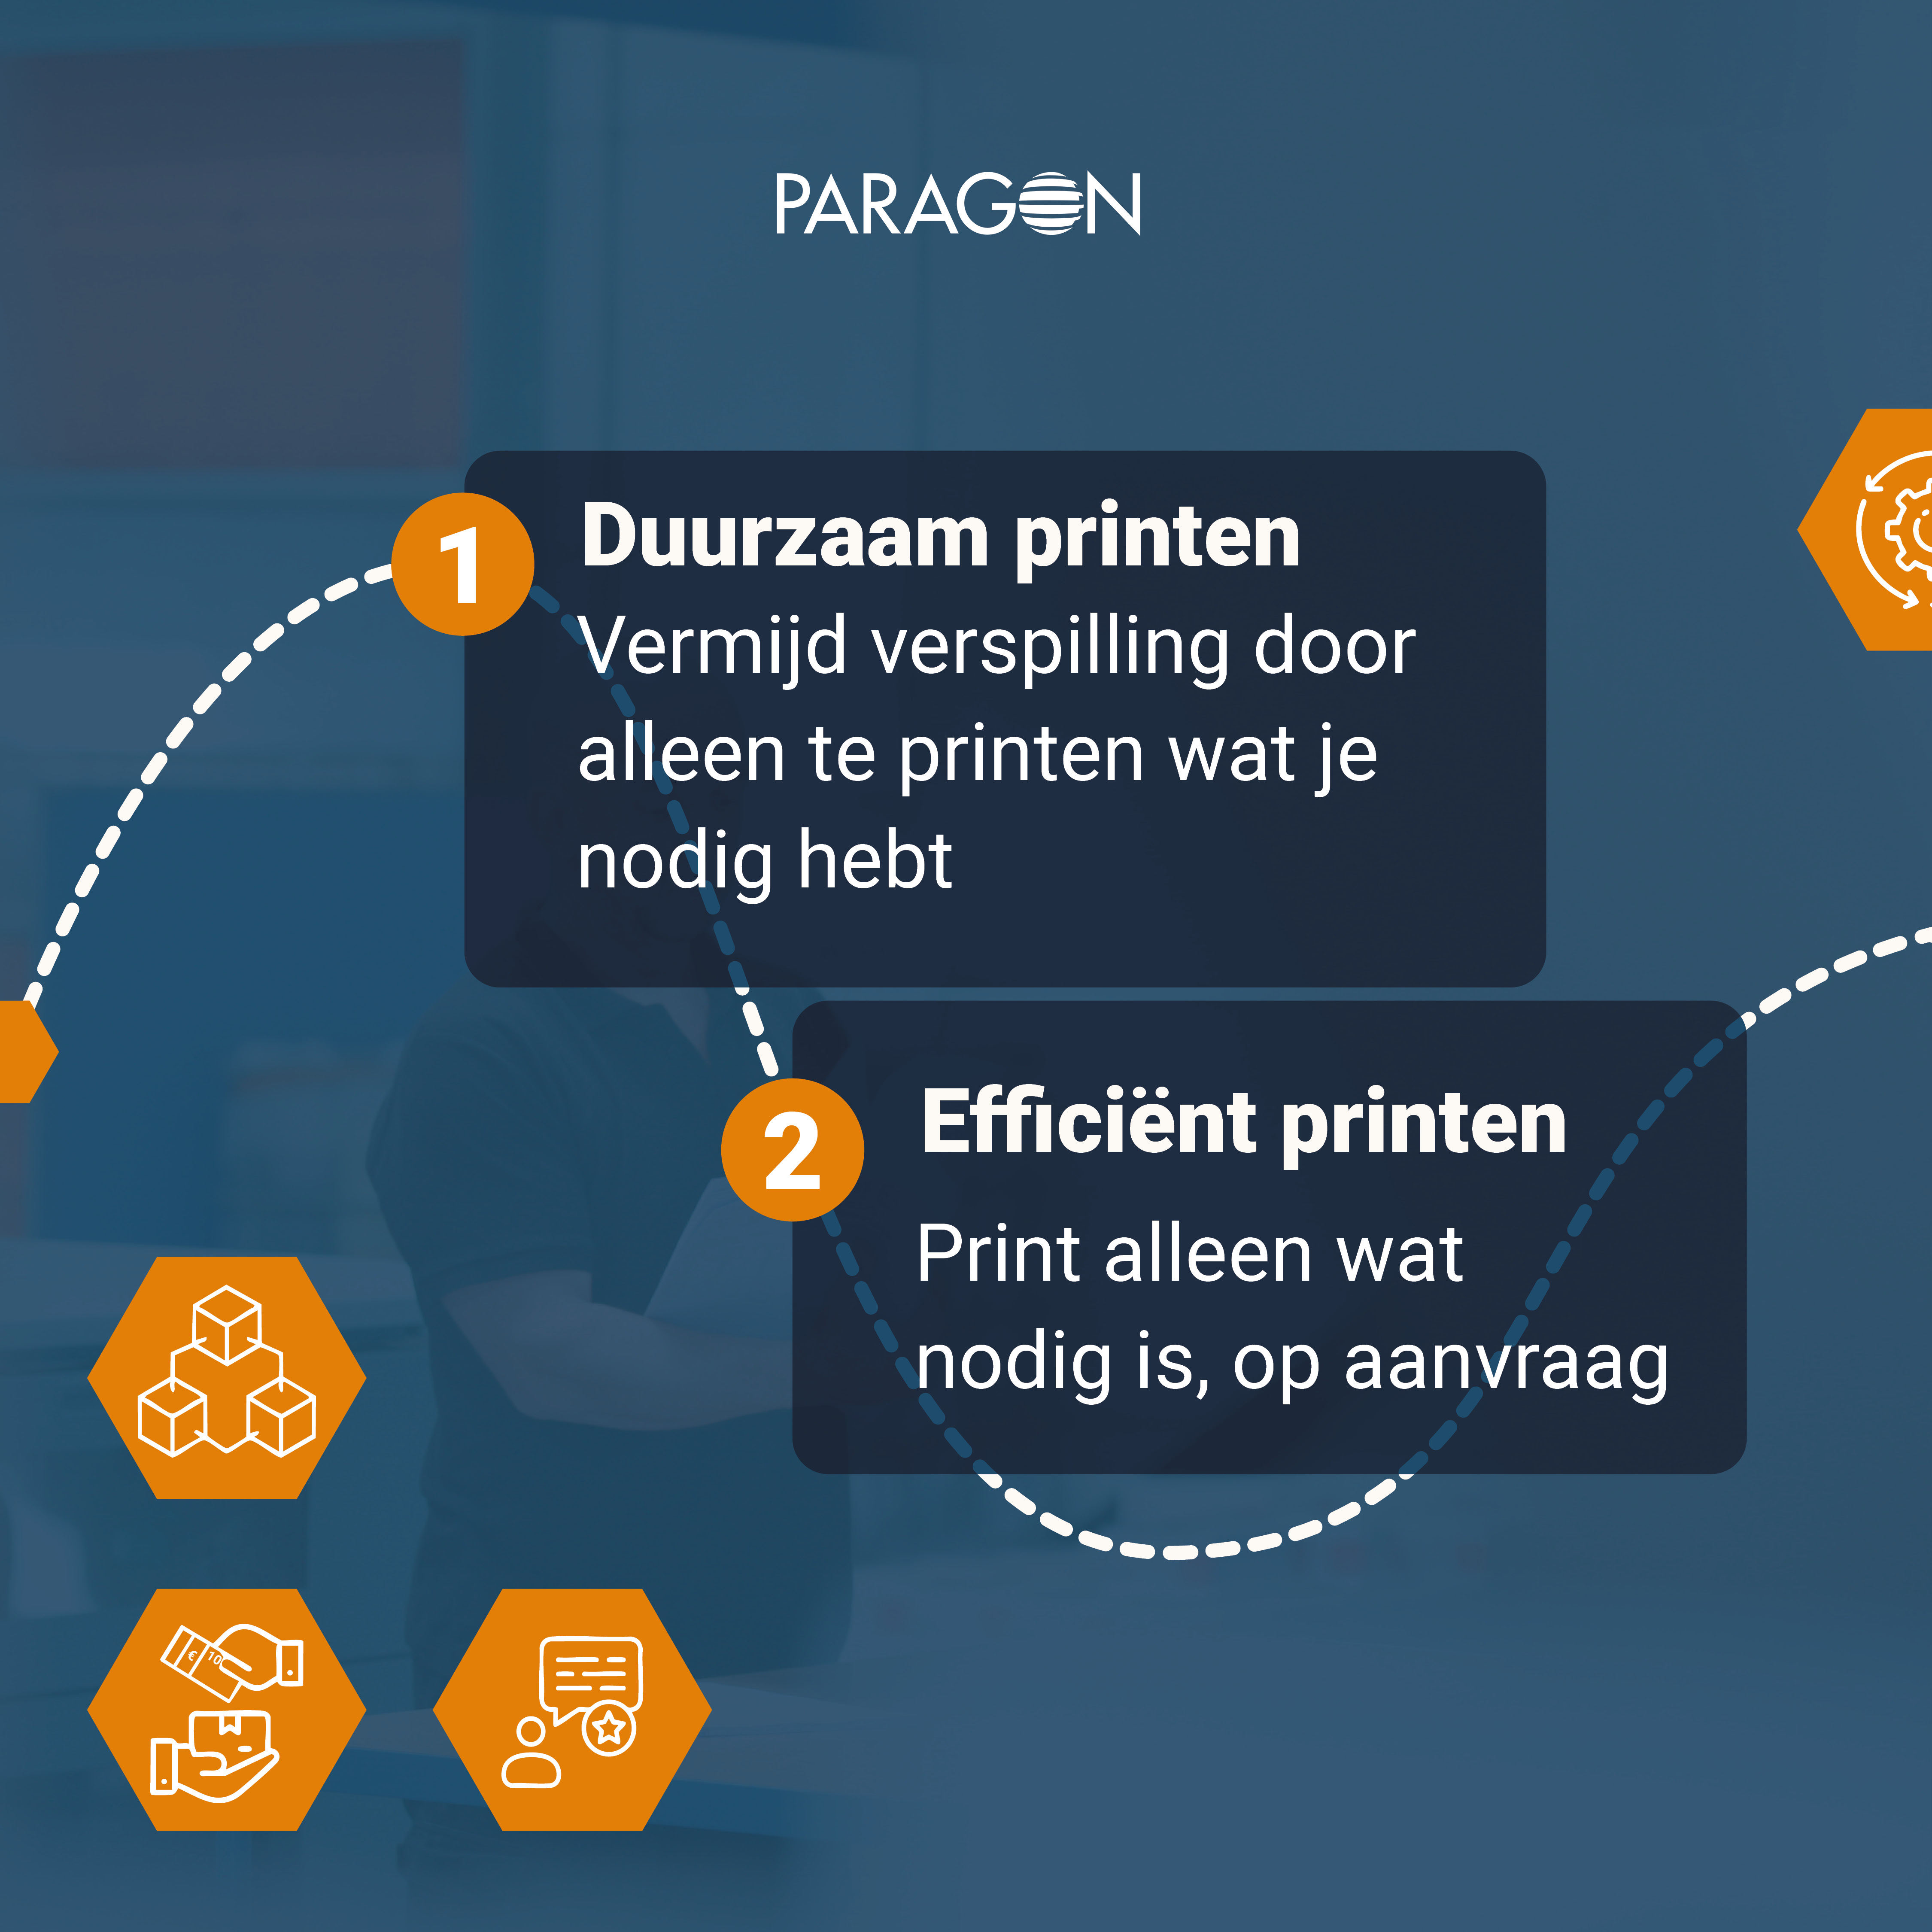 PARAGON
1
Duurzaam printen
Vermijd verspilling door
alleen te printen wat je
nodig hebt
2
Efficiënt printen
Print alleen wat
nodig is, op aanvraag
€ 10